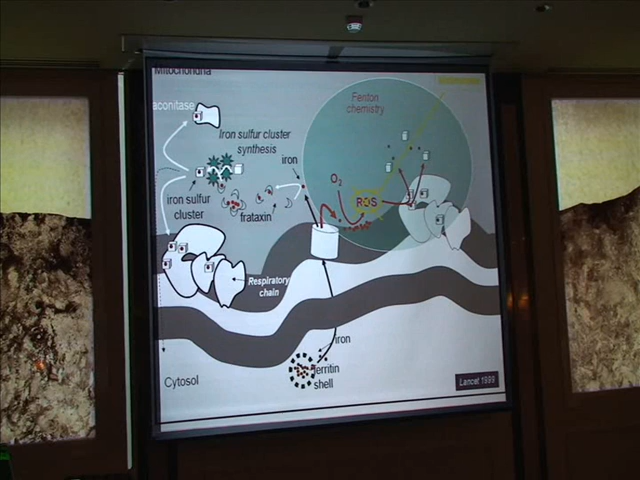 Mitochondria
Fenton
chemistry
aconitase
Iron sulfur cluster
synthesis
iron
O2
ROS
iron sulfur
cluster
frataxin
Respiratory
chain
iron
ferritin
shell
Cytosol
Lancet 1999